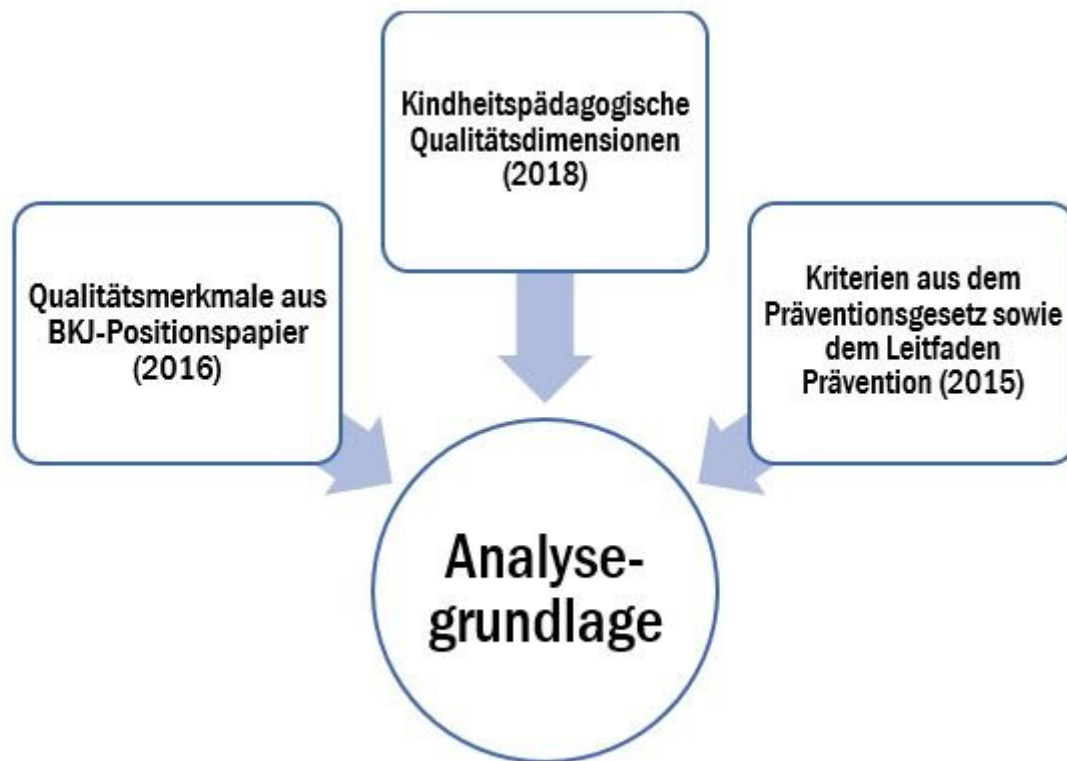 Kindheitspädagogische
Qualitätsdimensionen
(2018)
Qualitätsmerkmale aus
BKJ-Positionspapier
(2016)
Kriterien aus dem
Präventionsgesetz sowie
dem Leitfaden
Prävention (2015)
Analyse-
grundlage